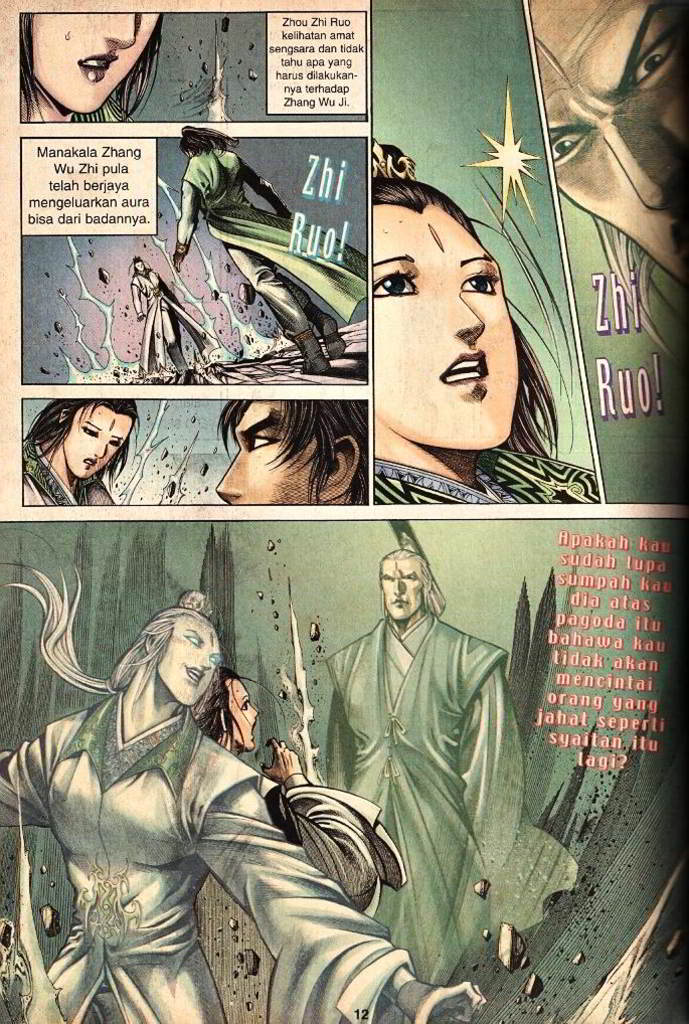 Zhou Zhi Ruo
kelihatan amat
sengsara dan tidak
tahu apa yang
harus dilakukan-
nya terhadap
Zhang Wu Ji.
Manakala Zhang
Wu Zhi pula
telah berjaya
mengeluarkan aura
bisa dari badannya.
Zhi
Ruo!
Zhi
Ruo!
Apakah kau
sudah lupa
sumpah kau
dia atas
pagoda itu
bahawa kau
tidak akan
mencintai
orang yang
jahat seperti
syaitan itu
lagi?
12